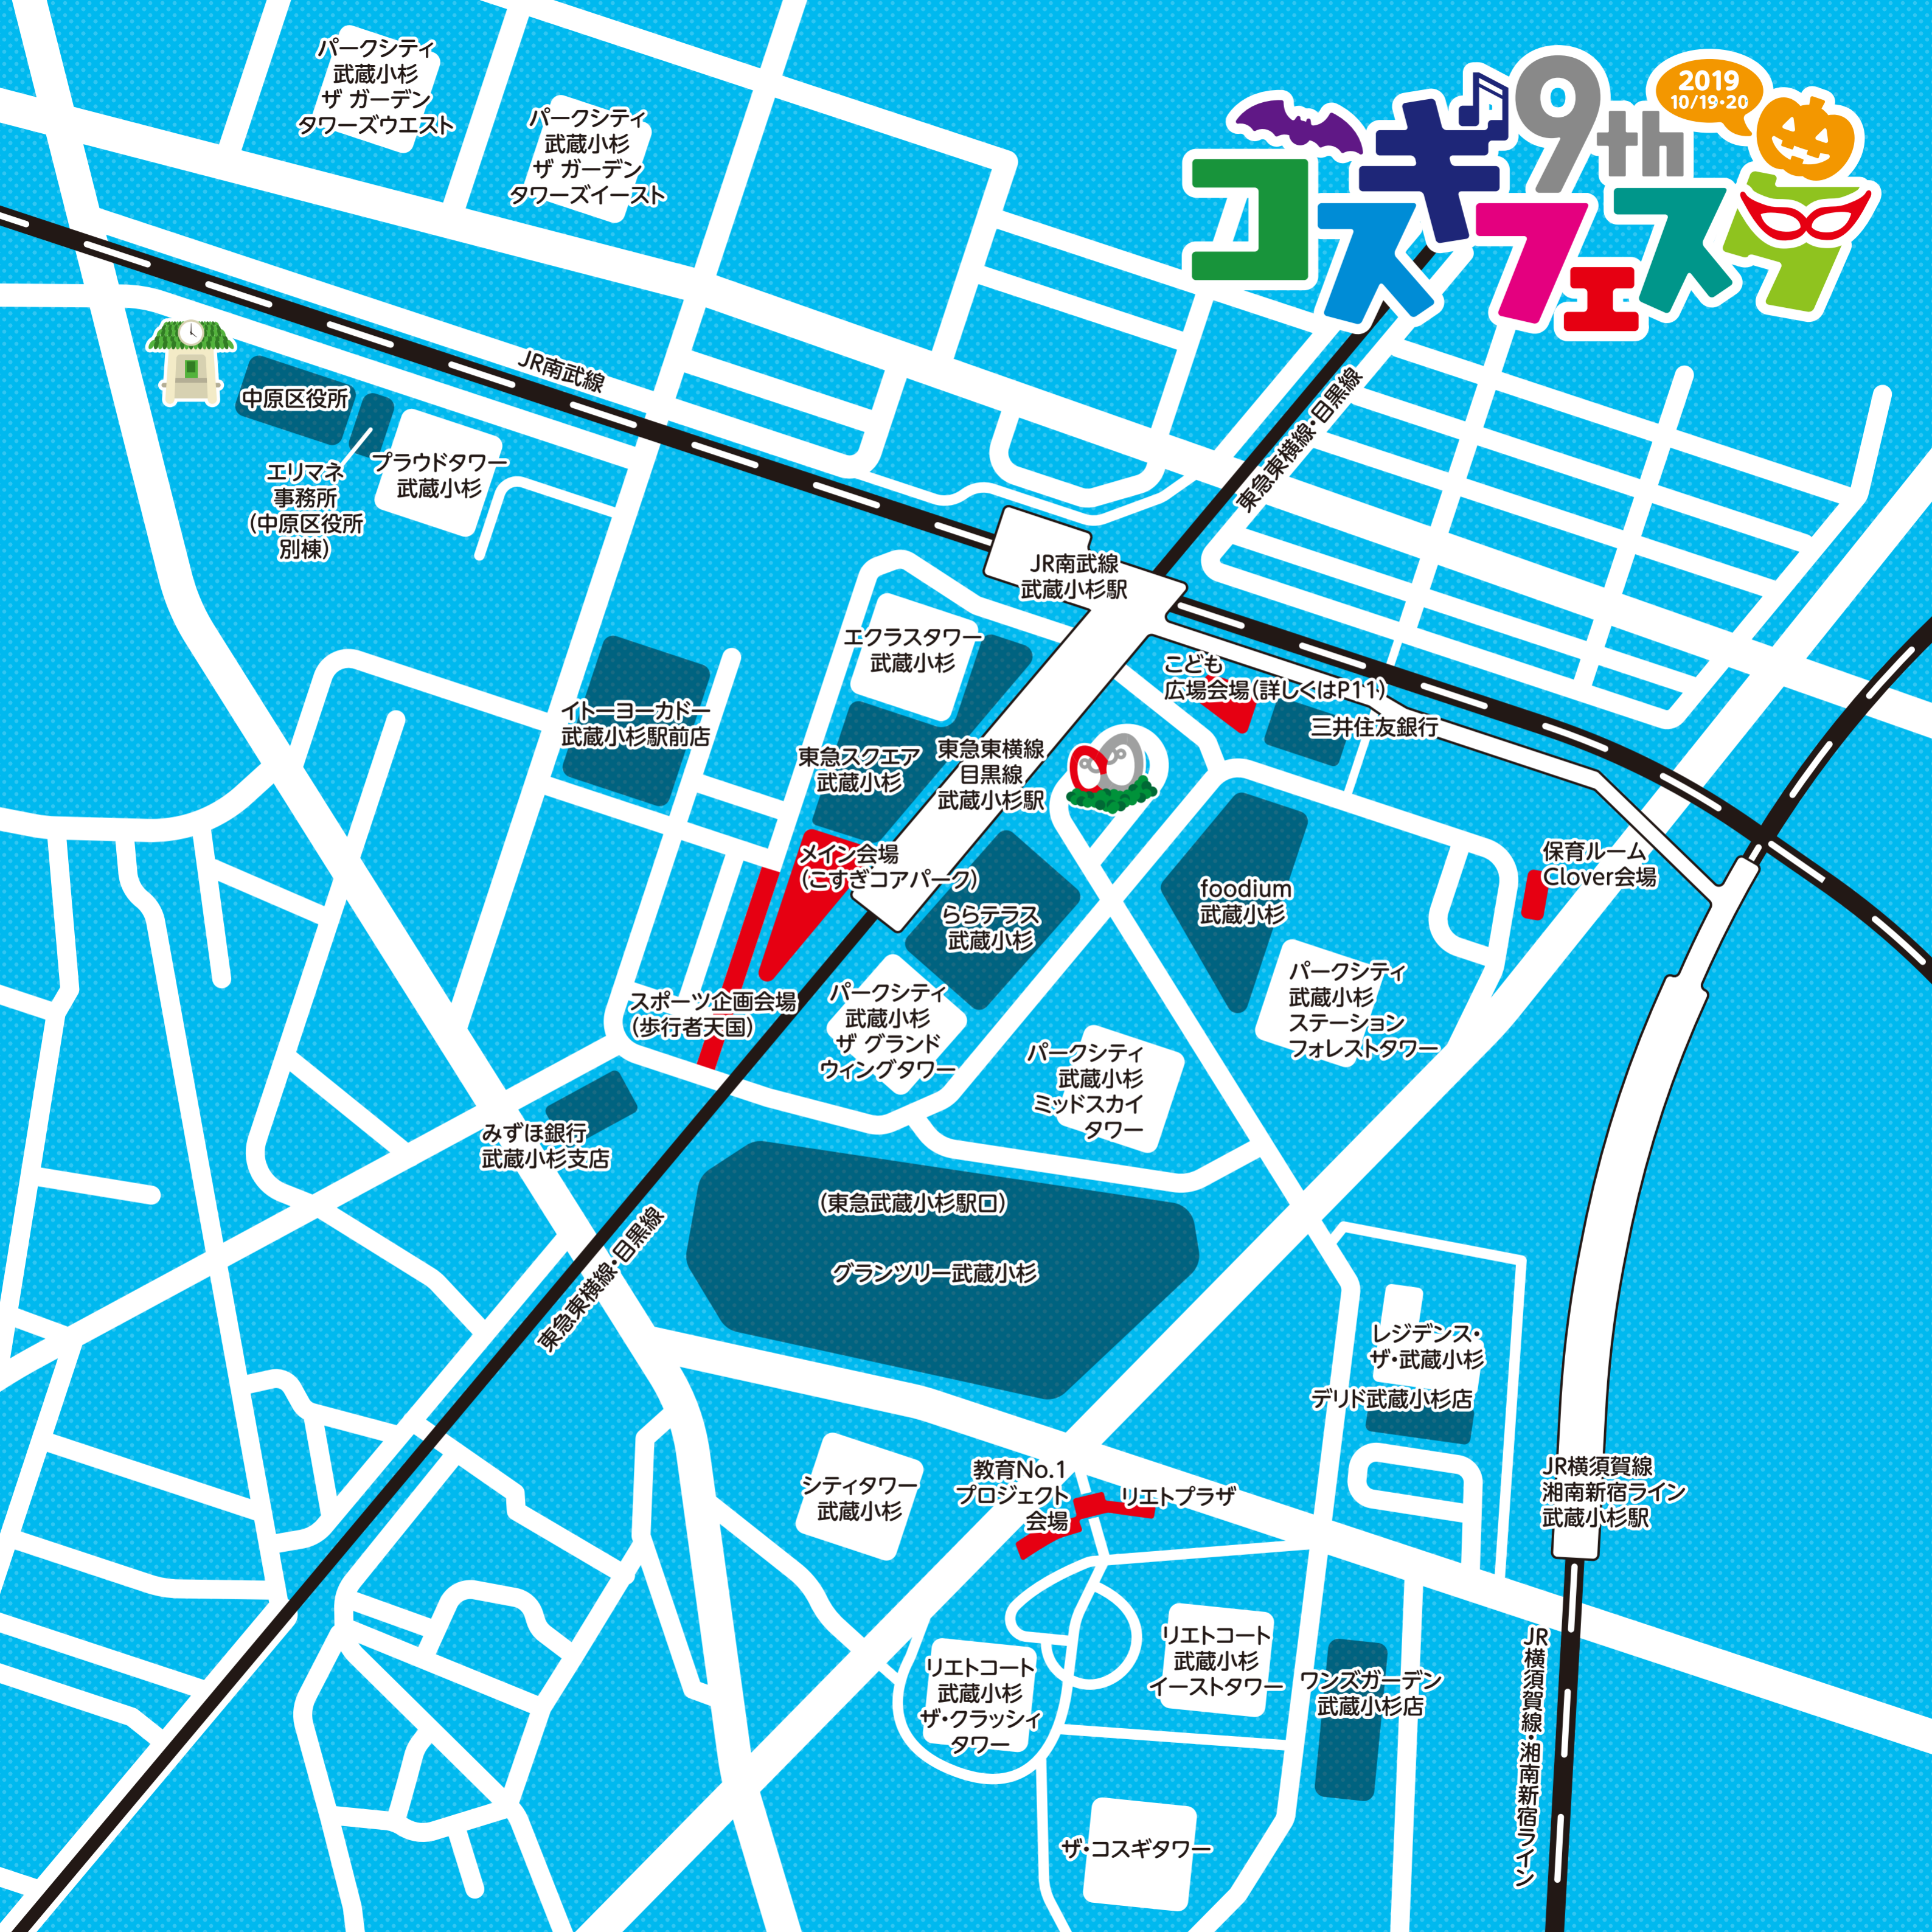 パークシティ
武蔵小杉
ザ ガーデン
タワーズウエスト
パークシティ
武蔵小杉
ザ ガーデン
タワーズイースト
2019
10/19・20
9th
コスギ
フェスタ
JR南武線
東急東横線・目黒線
中原区役所
エリマネ
事務所
(中原区役所
別棟)
プラウドタワー
武蔵小杉
JR南武線
武蔵小杉駅
エクラスタワー
武蔵小杉
こども
広場会場(詳しくはP11)
三井住友銀行
イトーヨーカドー
武蔵小杉駅前店
東急スクエア
武蔵小杉
東急東横線
目黒線
武蔵小杉駅
メイン会場
(こすぎコアパーク)
ららテラス
武蔵小杉
foodium
武蔵小杉
保育ルーム
Clover会場
スポーツ企画会場
(歩行者天国)
パークシティ
武蔵小杉
ザ グランド
ウィングタワー
パークシティ
武蔵小杉
ステーション
フォレストタワー
パークシティ
武蔵小杉
ミッドスカイ
タワー
みずほ銀行
武蔵小杉支店
(東急武蔵小杉駅口)
グランツリー武蔵小杉
東急東横線・目黒線
レジデンス・
ザ・武蔵小杉
デリド武蔵小杉店
シティタワー
武蔵小杉
教育No.1
プロジェクト
会場
リエトプラザ
JR横須賀線
湘南新宿ライン
武蔵小杉駅
リエトコート
武蔵小杉
ザ・クラッシィ
タワー
リエトコート
武蔵小杉
イーストタワー
ワンズガーデン
武蔵小杉店
JR横須賀線・湘南新宿ライン
ザ・コスギタワー